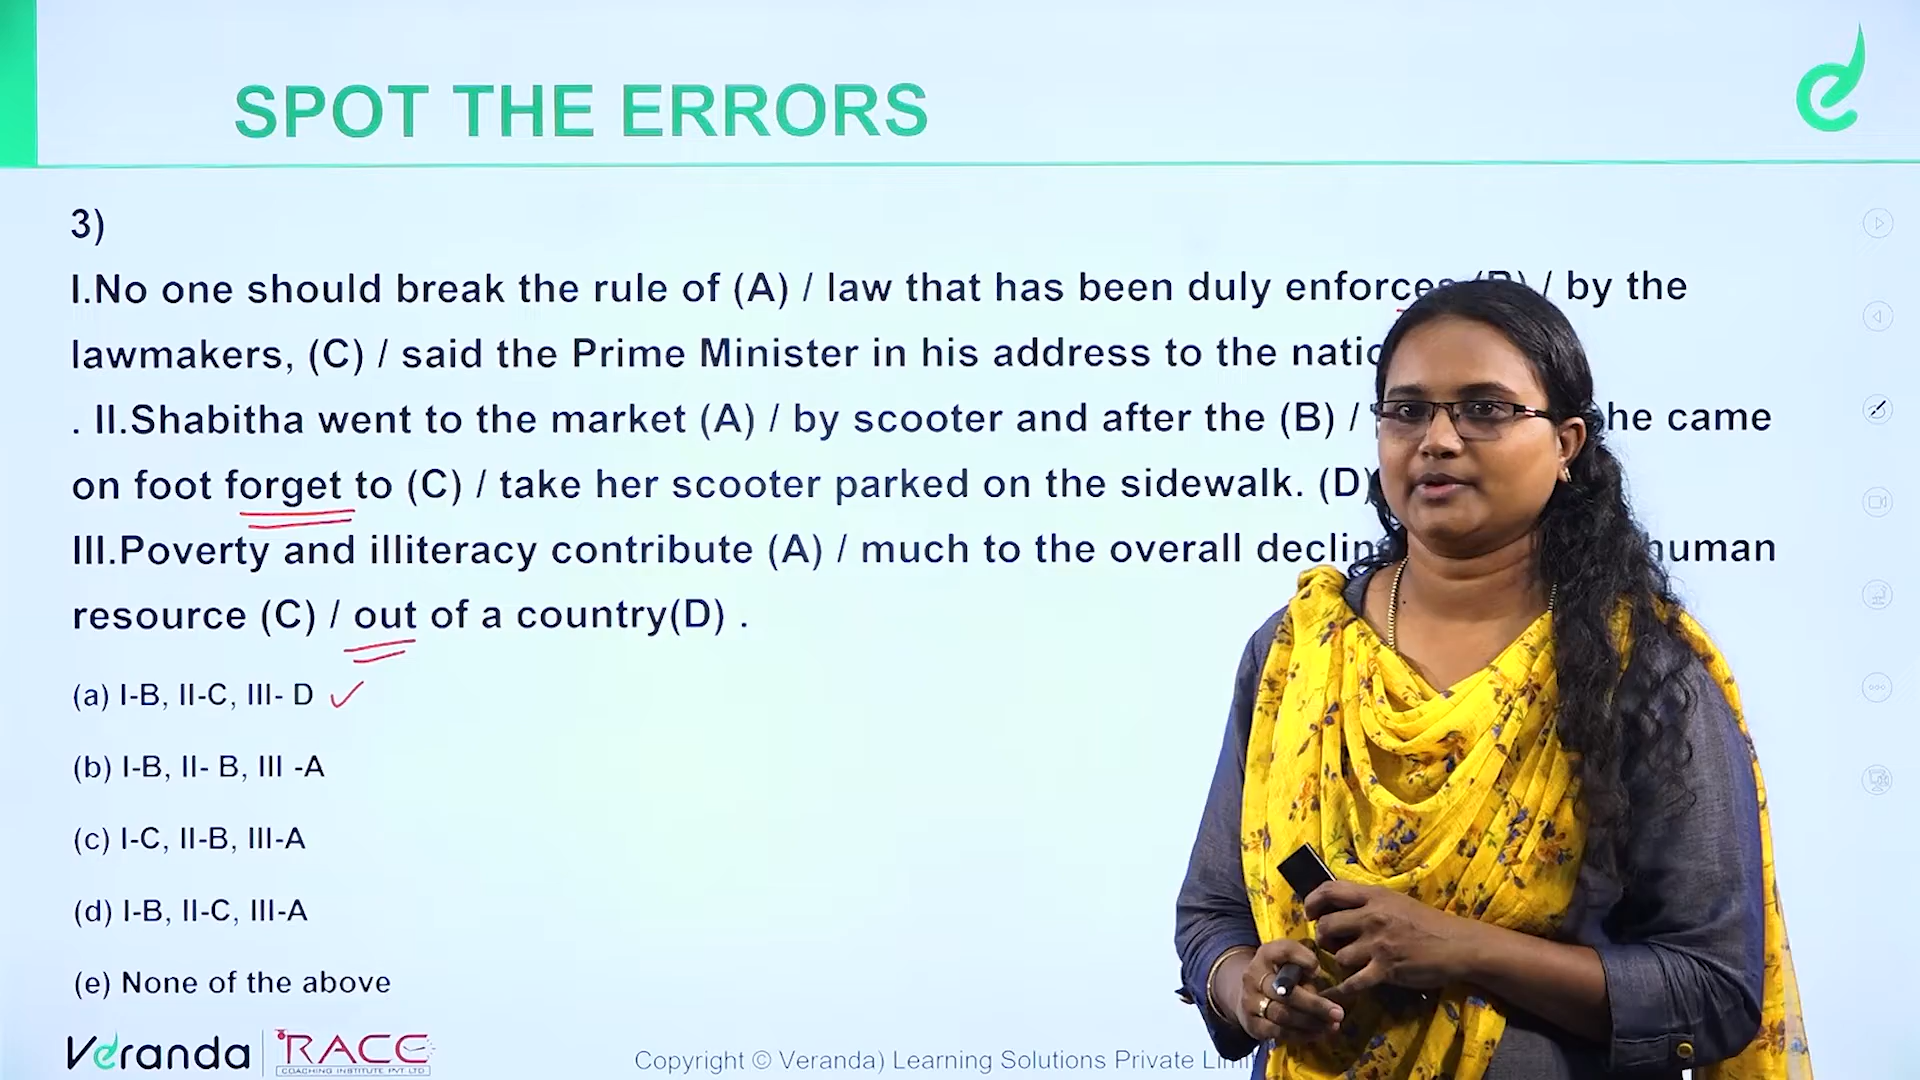 SPOT THE ERRORS
3)
I.No one should break the rule of (A) / law that has been duly enforces (B) / by the
lawmakers, (C) / said the Prime Minister in his address to the
. II.Shabitha went to the market (A) / by scooter and after the (B) / he came
on foot forget to (C) / take her scooter parked on the sidewalk. (D)
III.Poverty and illiteracy contribute (A) / much to the overall human
resource (C) / out of a country(D) .
(a) I-B, II-C, III- D
(b) I-B, II- B, III -A
(c) I-C, II-B, III-A
(d) I-B, II-C, III-A
(e) None of the above
Veranda RACE
COACHING INSTITUTE PVT LTD
Copyright © Veranda) Learning Solutions Private